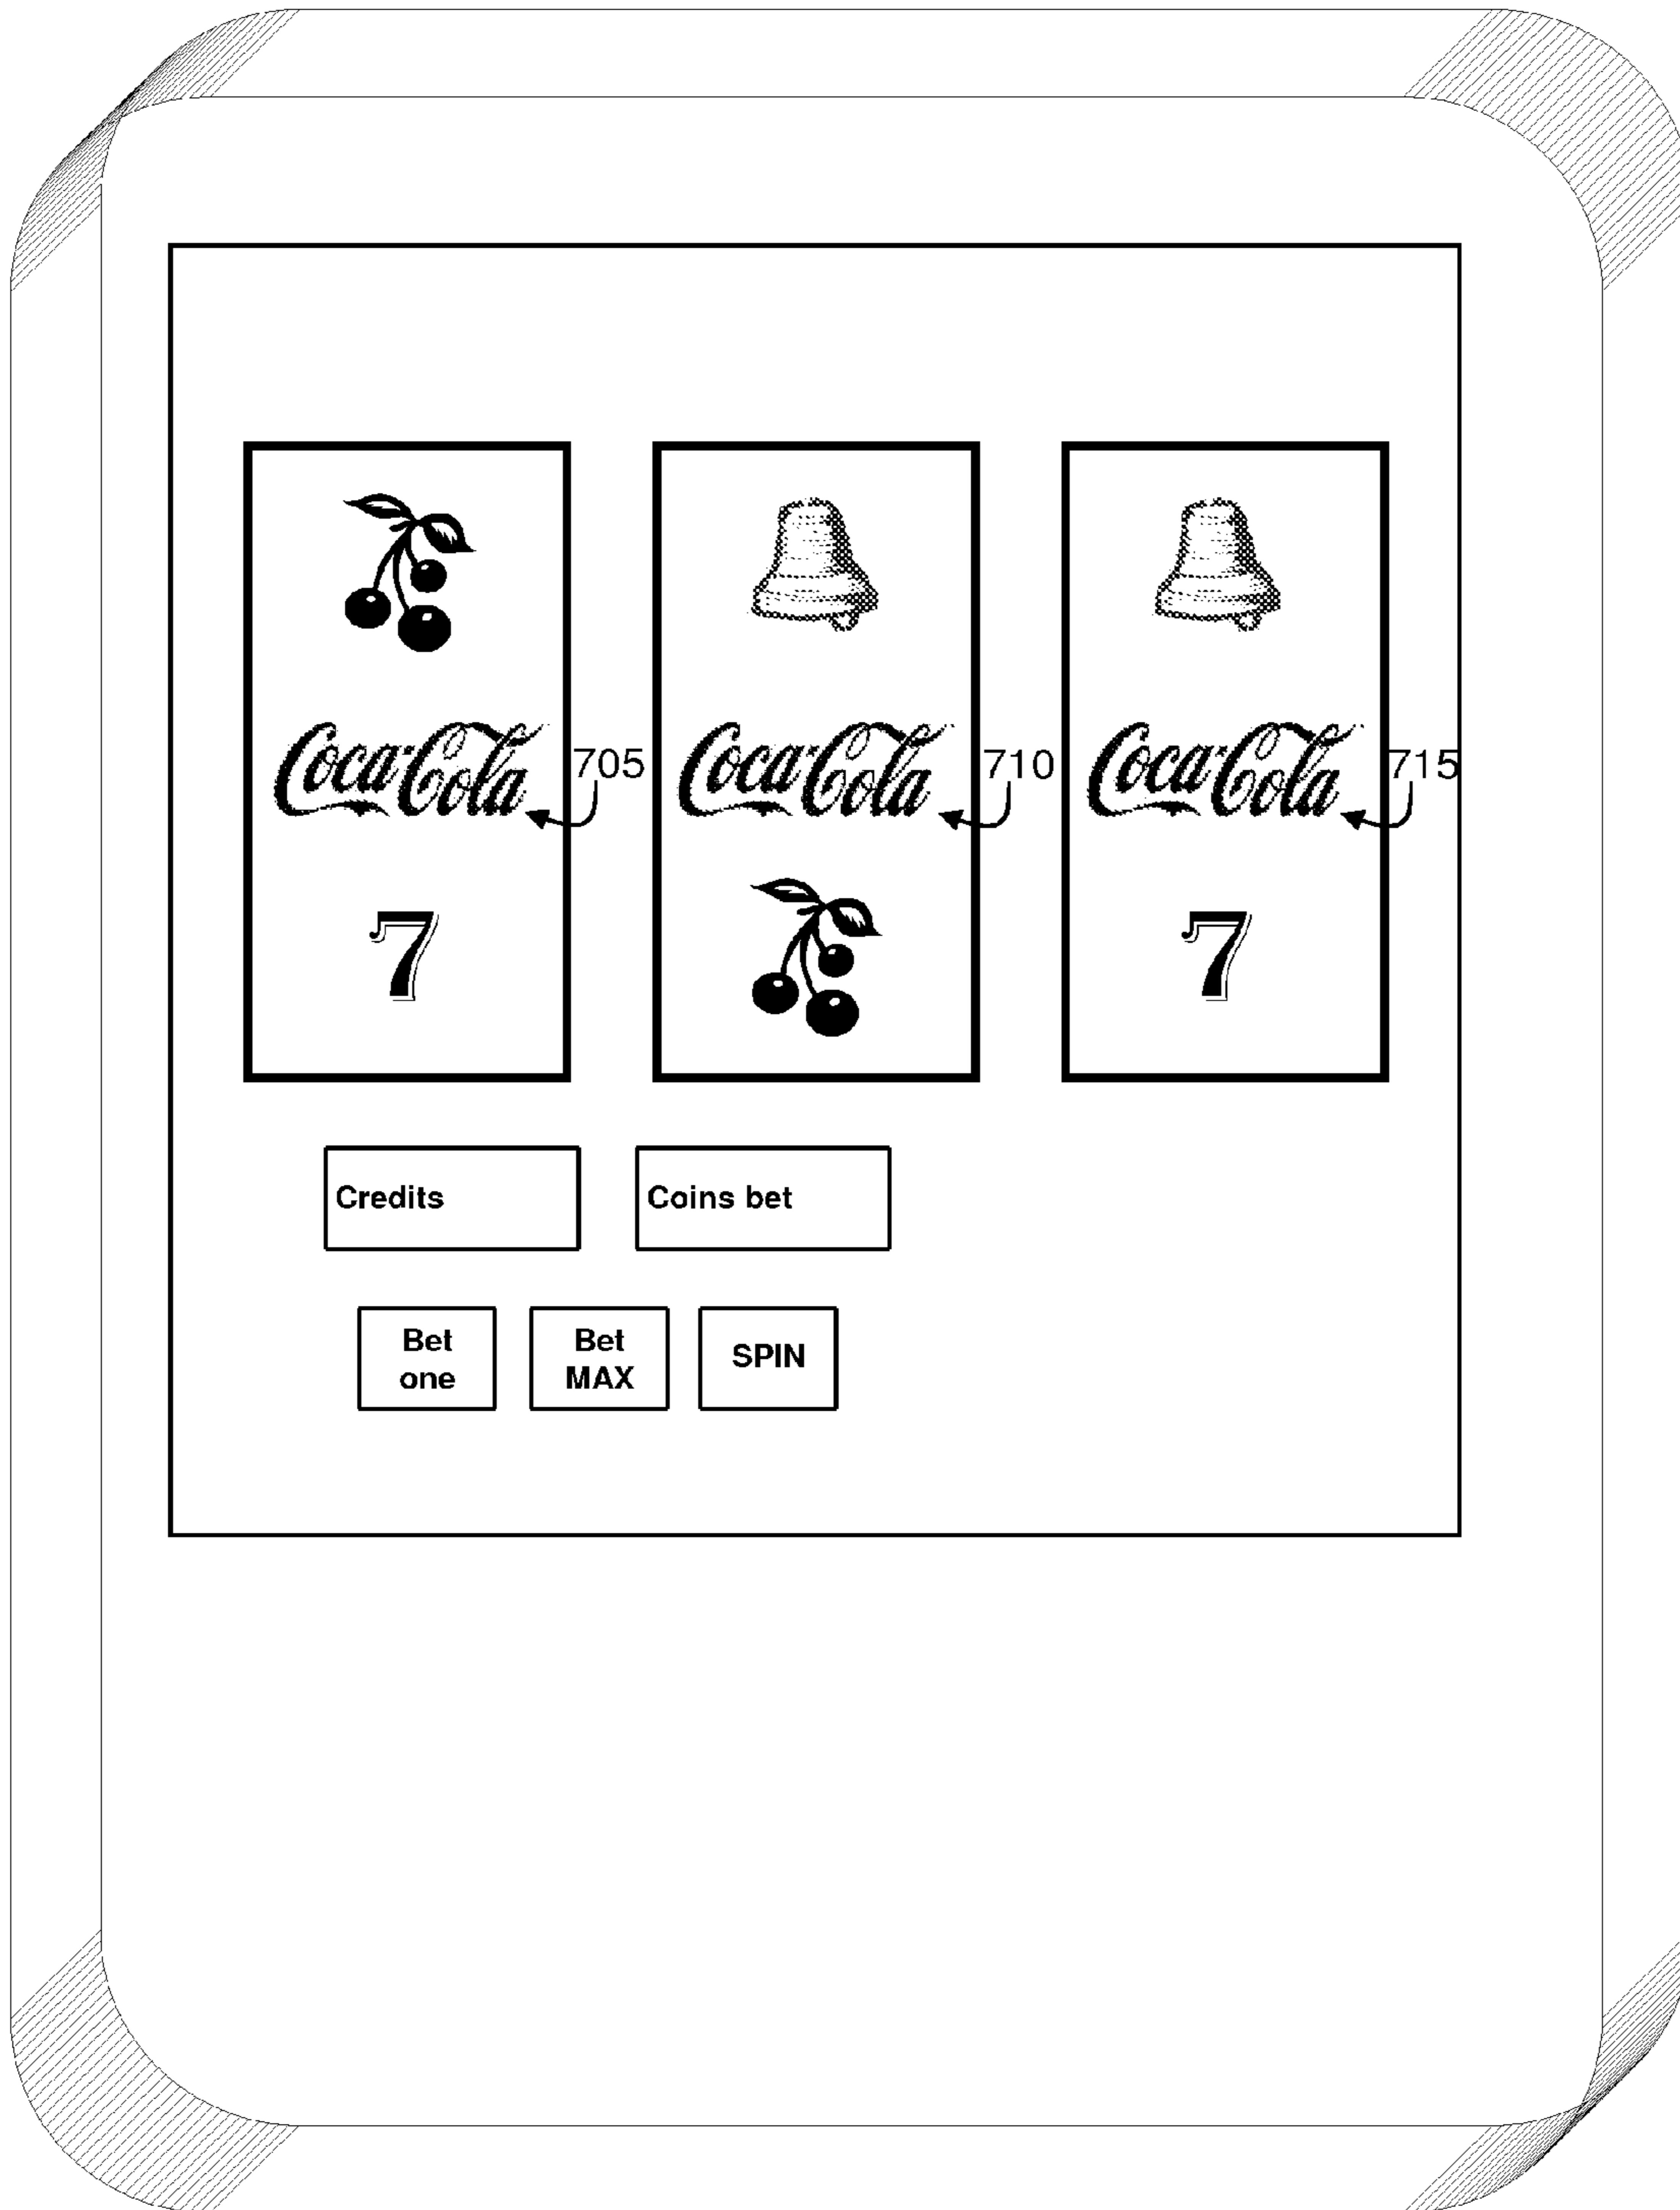 Coca-Cola 705 Coca-Cola 710 Coca-Cola 715
7 7
Credits Coins bet
Bet
one
Bet
MAX
SPIN